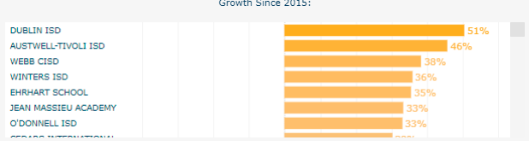 Growth Since 2015:
DUBLIN ISD 51%
AUSTWELL-TIVOLI ISD 46%
WEBB CISD 38%
WINTERS ISD 36%
EHRHART SCHOOL 35%
JEAN MASSIEU ACADEMY 33%
O'DONNELL ISD 33%